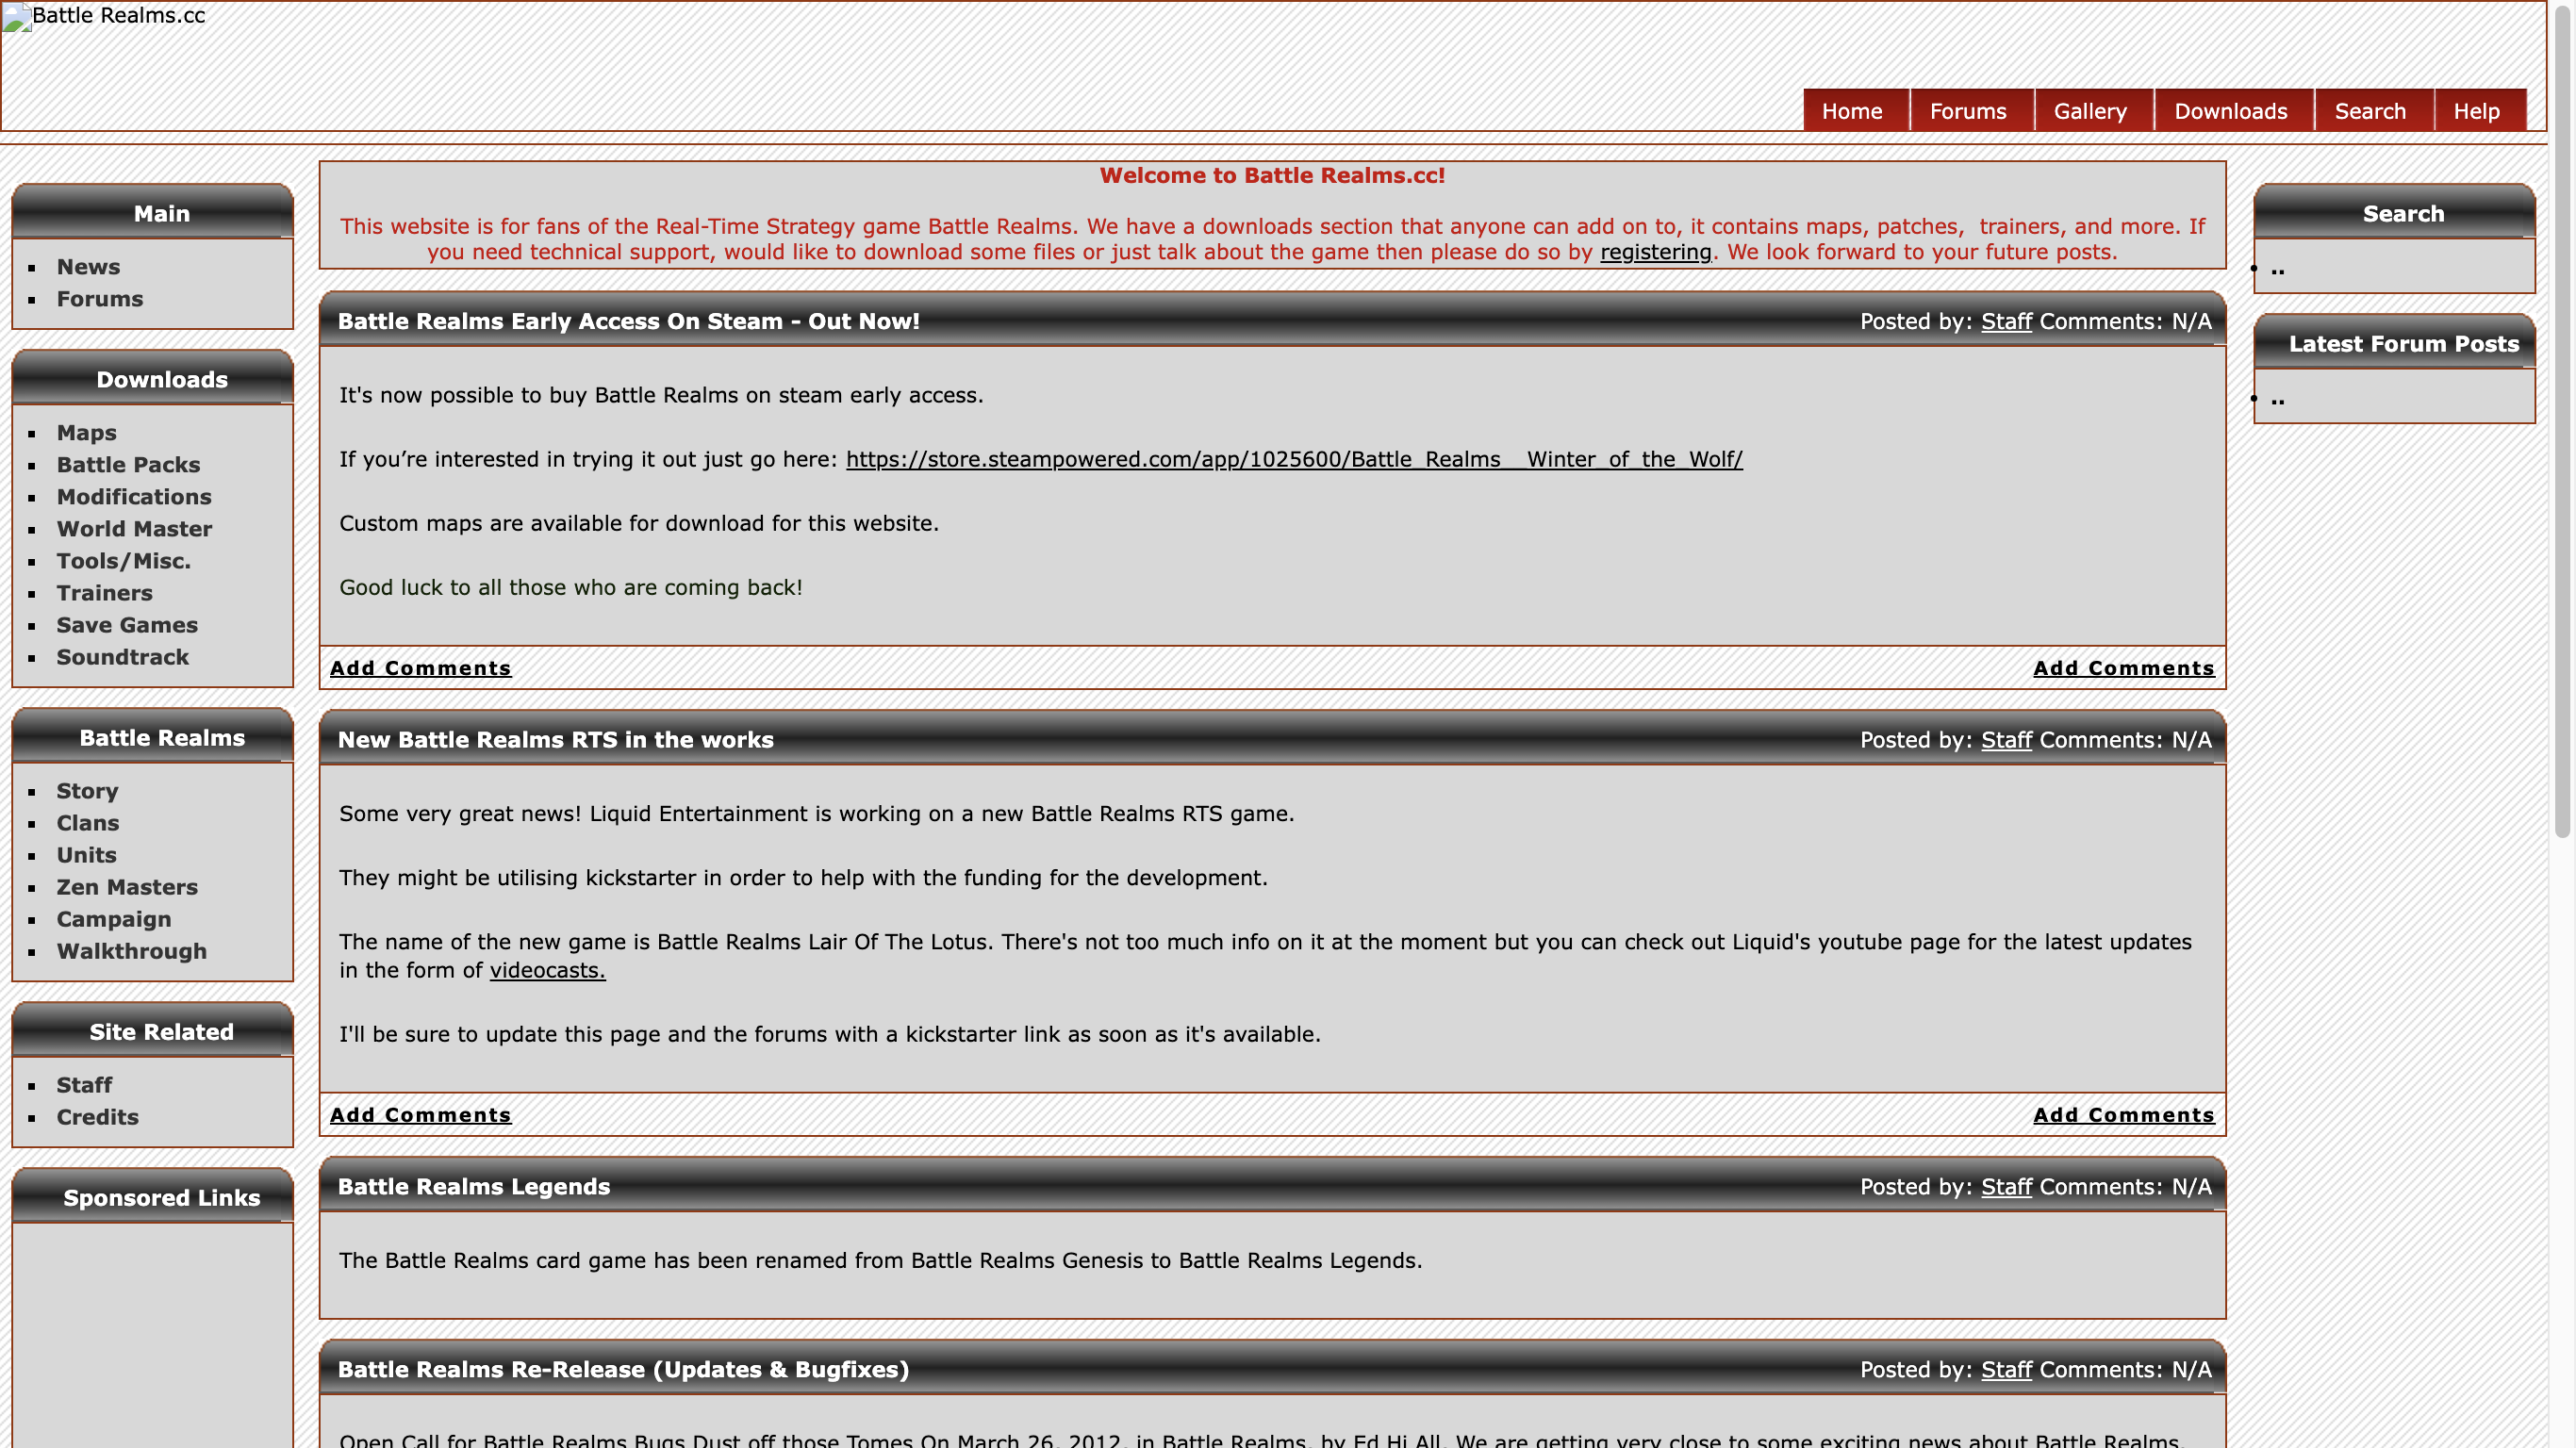 Battle Realms.cc
Home Forums Gallery Downloads Search Help
Main
News
Forums
Downloads
Maps
Battle Packs
Modifications
World Master
Tools/Misc.
Trainers
Save Games
Soundtrack
Battle Realms
Story
Clans
Units
Zen Masters
Campaign
Walkthrough
Site Related
Staff
Credits
Sponsored Links
Welcome to Battle Realms.cc!
This website is for fans of the Real-Time Strategy game Battle Realms. We have a downloads section that anyone can add on to, it contains maps, patches,  trainers, and more. If
you need technical support, would like to download some files or just talk about the game then please do so by registering. We look forward to your future posts.
Battle Realms Early Access On Steam - Out Now! Posted by: Staff Comments: N/A
It's now possible to buy Battle Realms on steam early access.
If you’re interested in trying it out just go here: https://store.steampowered.com/app/1025600/Battle_Realms__Winter_of_the_Wolf/
Custom maps are available for download for this website.
Good luck to all those who are coming back!
Add Comments Add Comments
New Battle Realms RTS in the works Posted by: Staff Comments: N/A
Some very great news! Liquid Entertainment is working on a new Battle Realms RTS game.
They might be utilising kickstarter in order to help with the funding for the development.
The name of the new game is Battle Realms Lair Of The Lotus. There's not too much info on it at the moment but you can check out Liquid's youtube page for the latest updates
in the form of videocasts.
I'll be sure to update this page and the forums with a kickstarter link as soon as it's available.
Add Comments Add Comments
Battle Realms Legends Posted by: Staff Comments: N/A
The Battle Realms card game has been renamed from Battle Realms Genesis to Battle Realms Legends.
Battle Realms Re-Release (Updates & Bugfixes) Posted by: Staff Comments: N/A
Open Call for Battle Realms Bugs Dust off those Tomes On March 26, 2012, in Battle Realms, by Ed Hi All, We are getting very close to some exciting news about Battle Realms.
Search
..
Latest Forum Posts
..